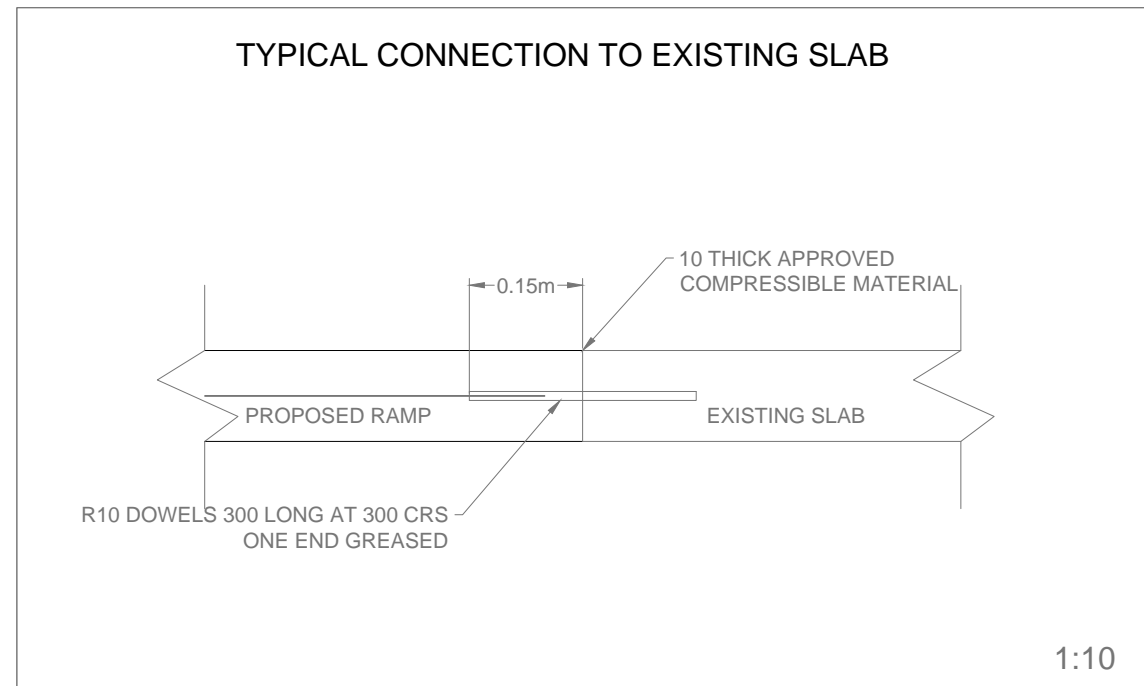 TYPICAL CONNECTION TO EXISTING SLAB
10 THICK APPROVED
COMPRESSIBLE MATERIAL
0.15m
PROPOSED RAMP
EXISTING SLAB
R10 DOWELS 300 LONG AT 300 CRS
ONE END GREASED
1:10